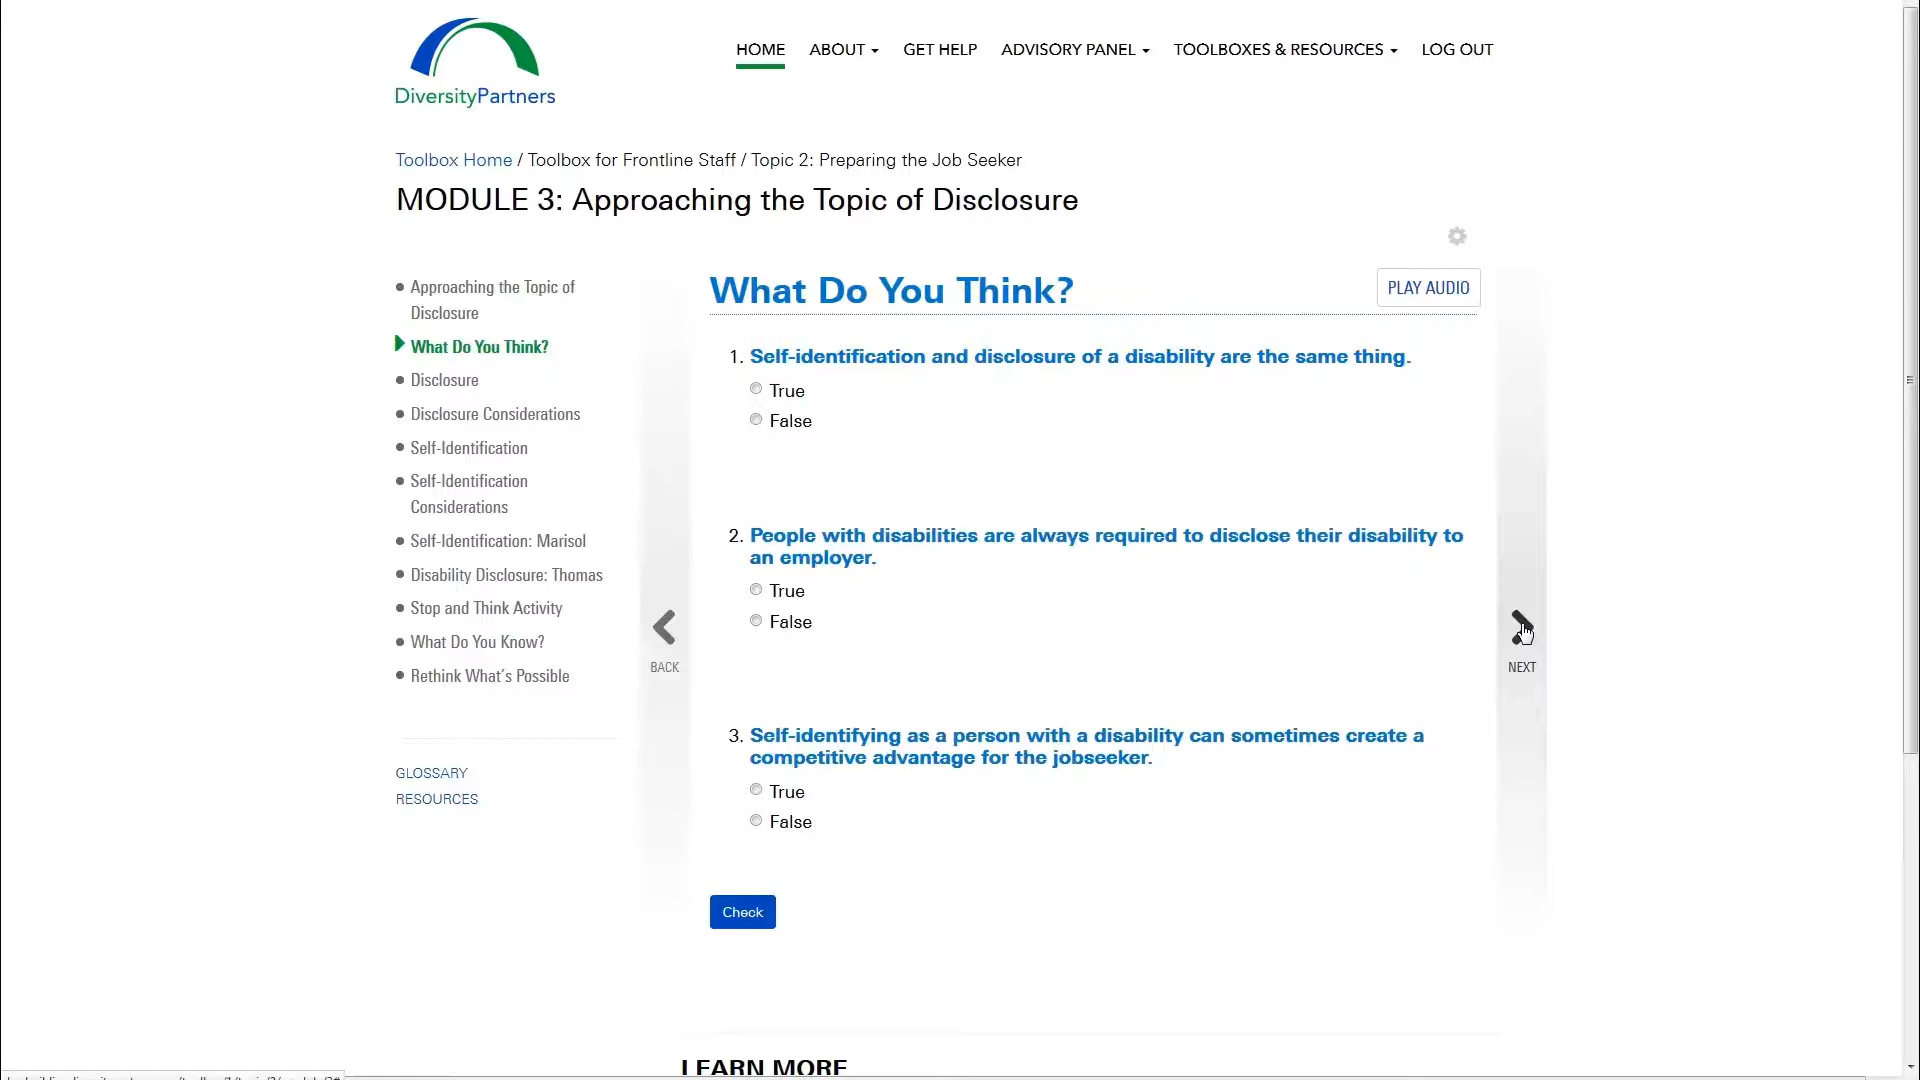 HOME ABOUT GET HELP ADVISORY PANEL TOOLBOXES & RESOURCES LOG OUT
DiversityPartners
Toolbox Home / Toolbox for Frontline Staff / Topic 2: Preparing the Job Seeker
MODULE 3: Approaching the Topic of Disclosure
Approaching the Topic of
Disclosure
What Do You Think?
Disclosure
Disclosure Considerations
Self-Identification
Self-Identification
Considerations
Self-Identification: Marisol
Disability Disclosure: Thomas
Stop and Think Activity
What Do You Know?
Rethink What's Possible
GLOSSARY
RESOURCES
BACK
What Do You Think?
PLAY AUDIO
1. Self-identification and disclosure of a disability are the same thing.
True
False
2. People with disabilities are always required to disclose their disability to
an employer.
True
False
3. Self-identifying as a person with a disability can sometimes create a
competitive advantage for the jobseeker.
True
False
Check
NEXT
LEARN MORE